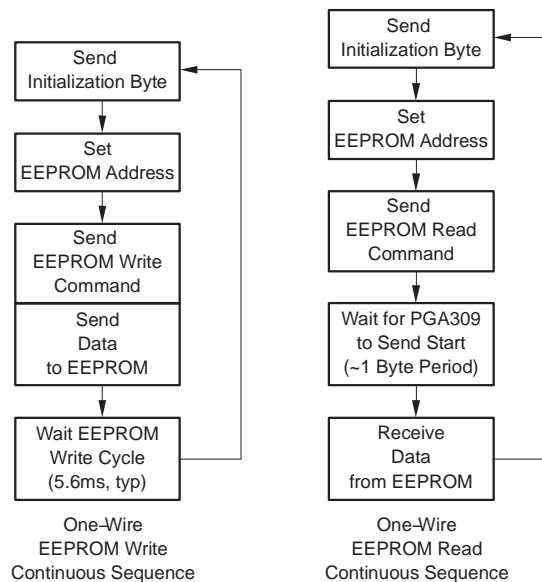 Send
Initialization Byte
Set
EEPROM Address
Send
EEPROM Write
Command
Send
Data
to EEPROM
Wait EEPROM
Write Cycle
(5.6ms, typ)
One-Wire
EEPROM Write
Continuous Sequence
Send
Initialization Byte
Set
EEPROM Address
Send
EEPROM Read
Command
Wait for PGA309
to Send Start
(~1 Byte Period)
Receive
Data
from EEPROM
One-Wire
EEPROM Read
Continuous Sequence